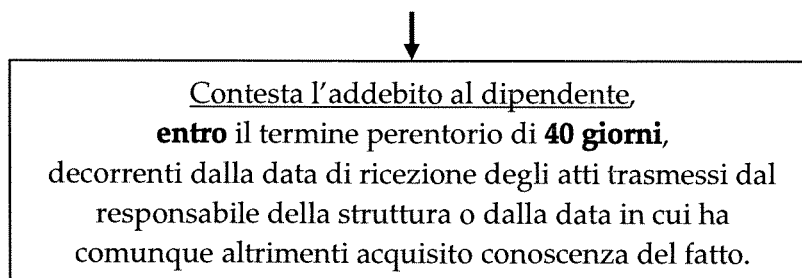 Contesta l'addebito al dipendente,
entro il termine perentorio di 40 giorni,
decorrenti dalla data di ricezione degli atti trasmessi dal
responsabile della struttura o dalla data in cui ha
comunque altrimenti acquisito conoscenza del fatto.